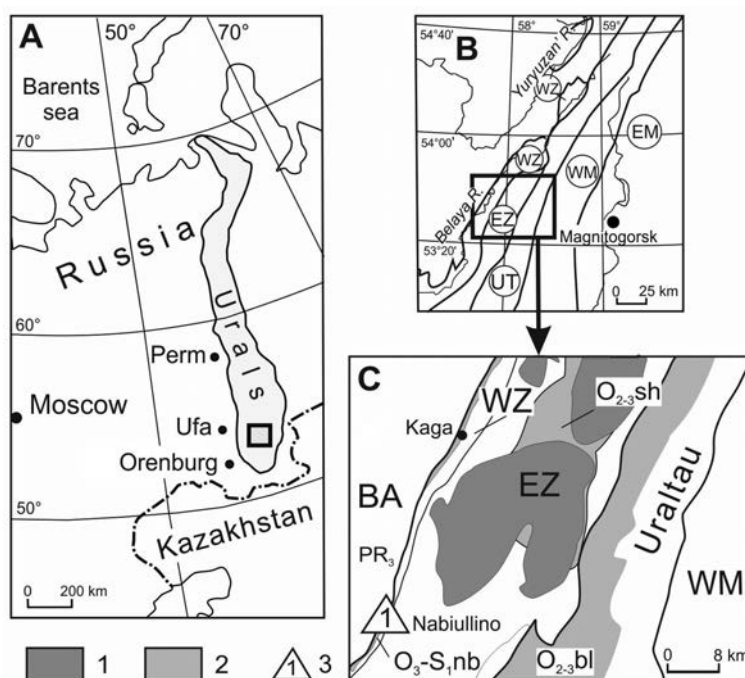 A
50°
70°
Barents
sea
70°
Russia
Urals
60°
Perm
Moscow
Ufa
Orenburg
50°
Kazakhstan
0 200 km
B
58°
59°
54°40'
Yuryuzan' R.
WZ
54°00'
EM
WZ
WM
Belaya R.
EZ
53°20'
Magnitogorsk
UT
0 25 km
C
WZ
O2-3sh
Kaga
EZ
BA
Uraltau
PR3
WM
1
Nabiullino
O3-S1nb
O2-3bl
0 8 km
1
2
1 3